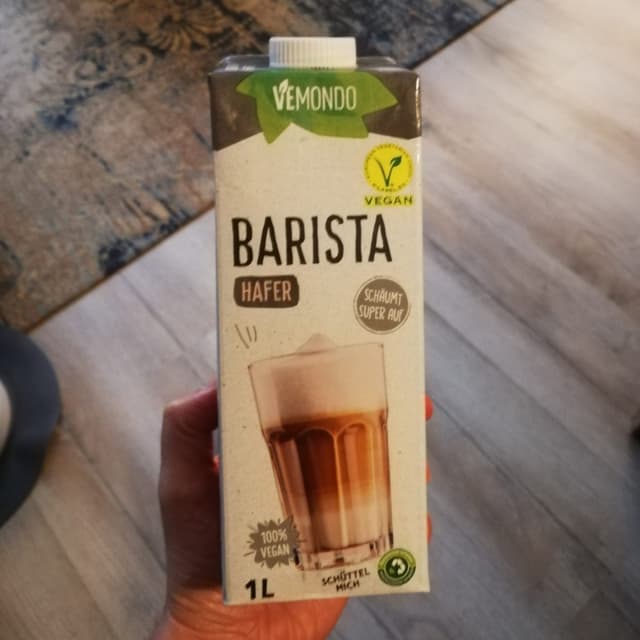 VEMONDO
VEGAN
BARISTA
HAFER
SCHÄUMT
SUPER AUF
100%
VEGAN
SCHÜTTEL
MICH
1L